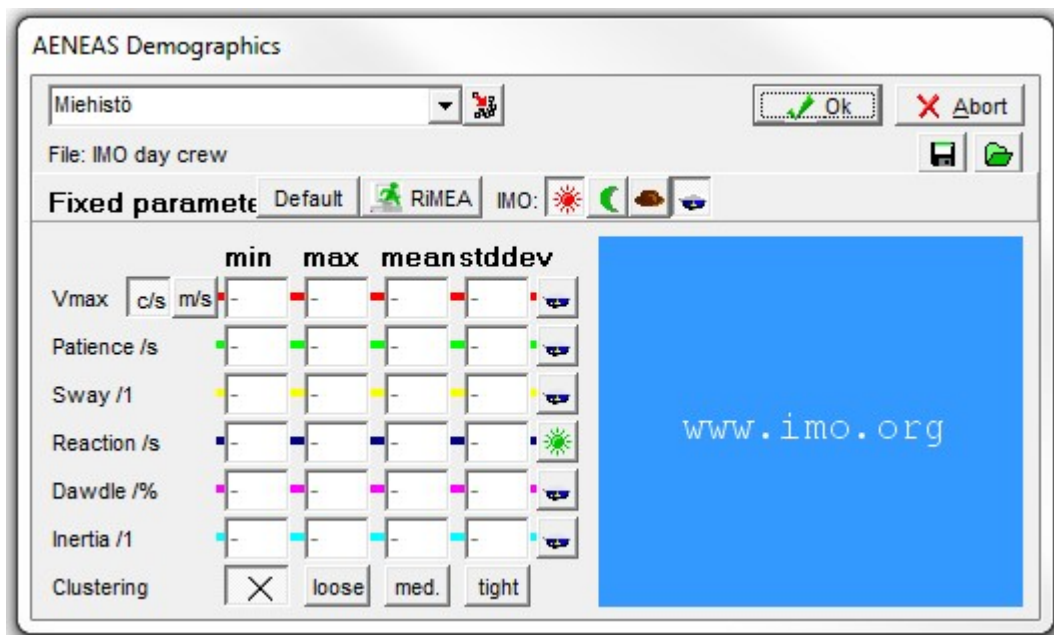 AENEAS Demographics
Miehistö
Ok
Abort
File: IMO day crew
Fixed paramete Default RiMEA IMO:
min max mean stddev
Vmax c/s m/s - - - -
Patience /s - - - -
Sway /1 - - - -
Reaction /s - - - -
Dawdle /% - - - -
Inertia /1 - - - -
Clustering loose med. tight
www.imo.org